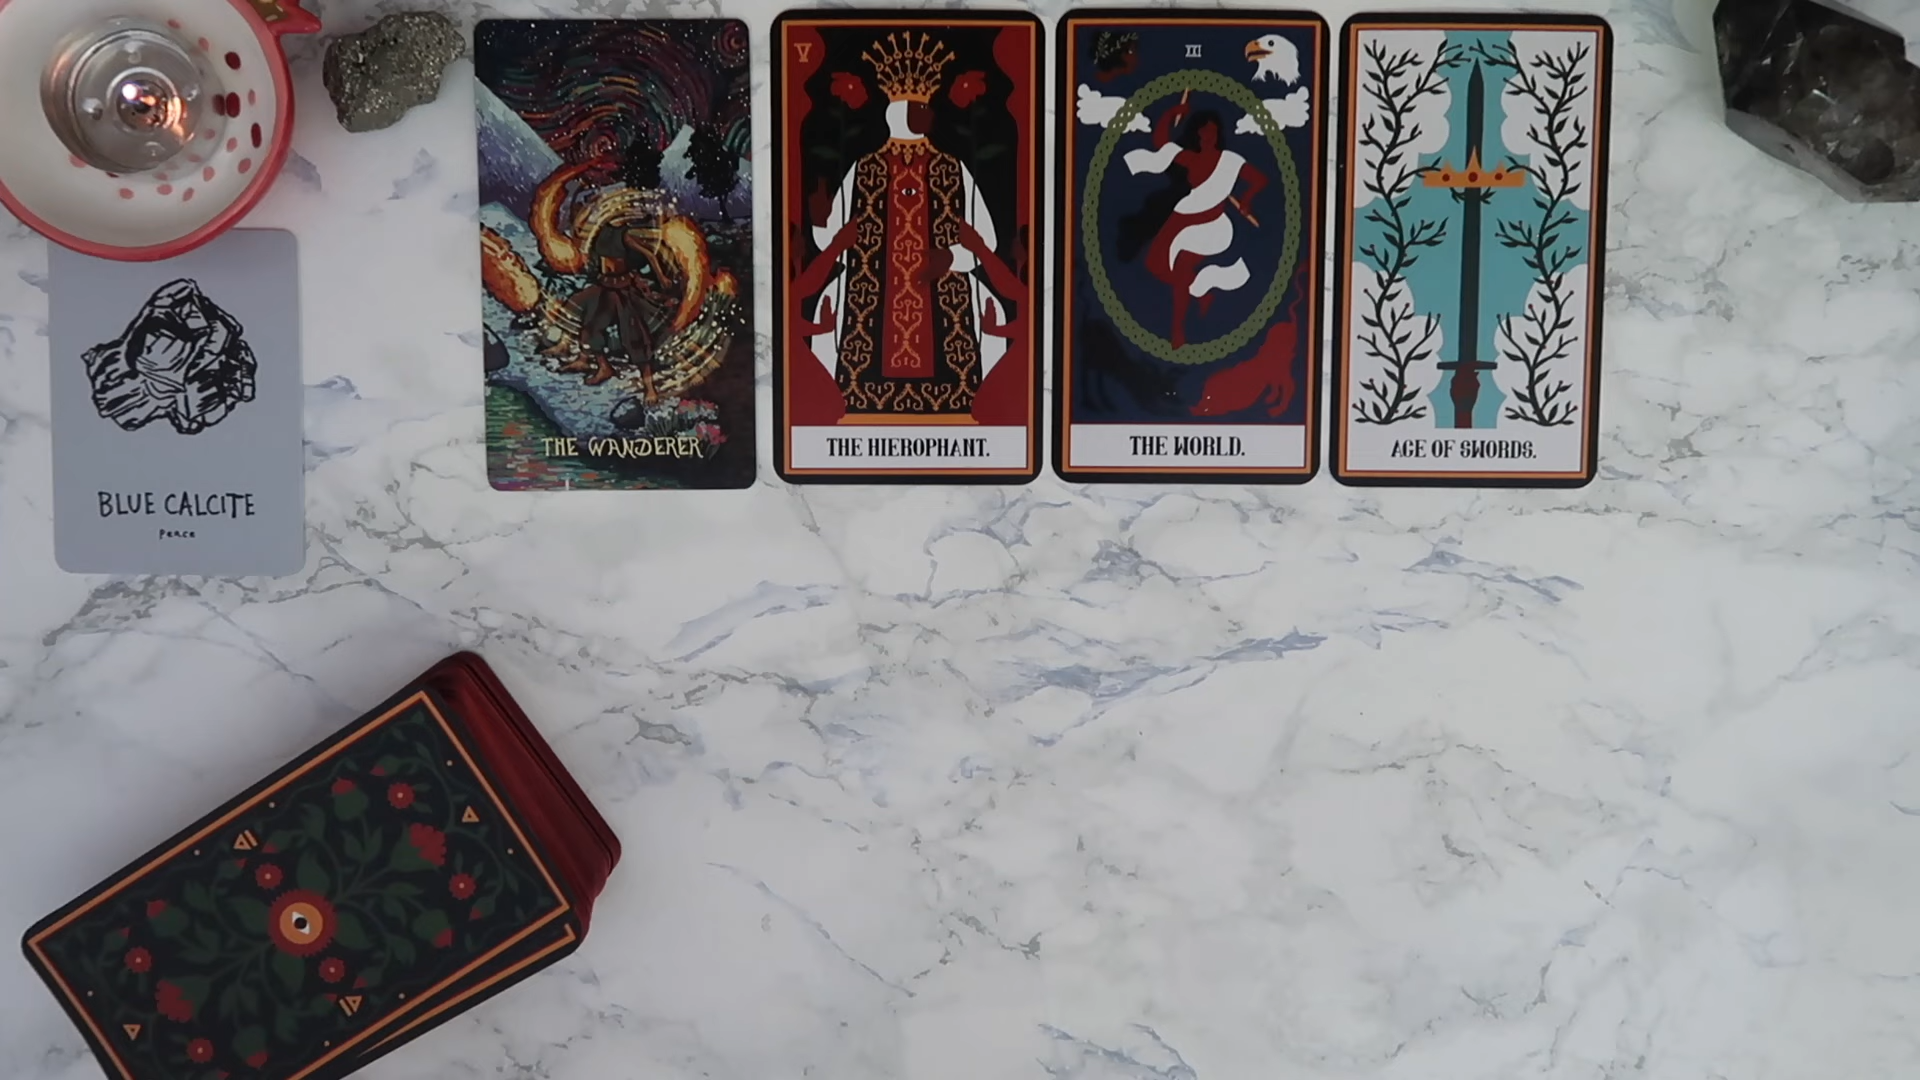 V
III
THE WANDERER
THE HIEROPHANT.
THE WORLD.
ACE OF SWORDS.
BLUE CALCITE
peace